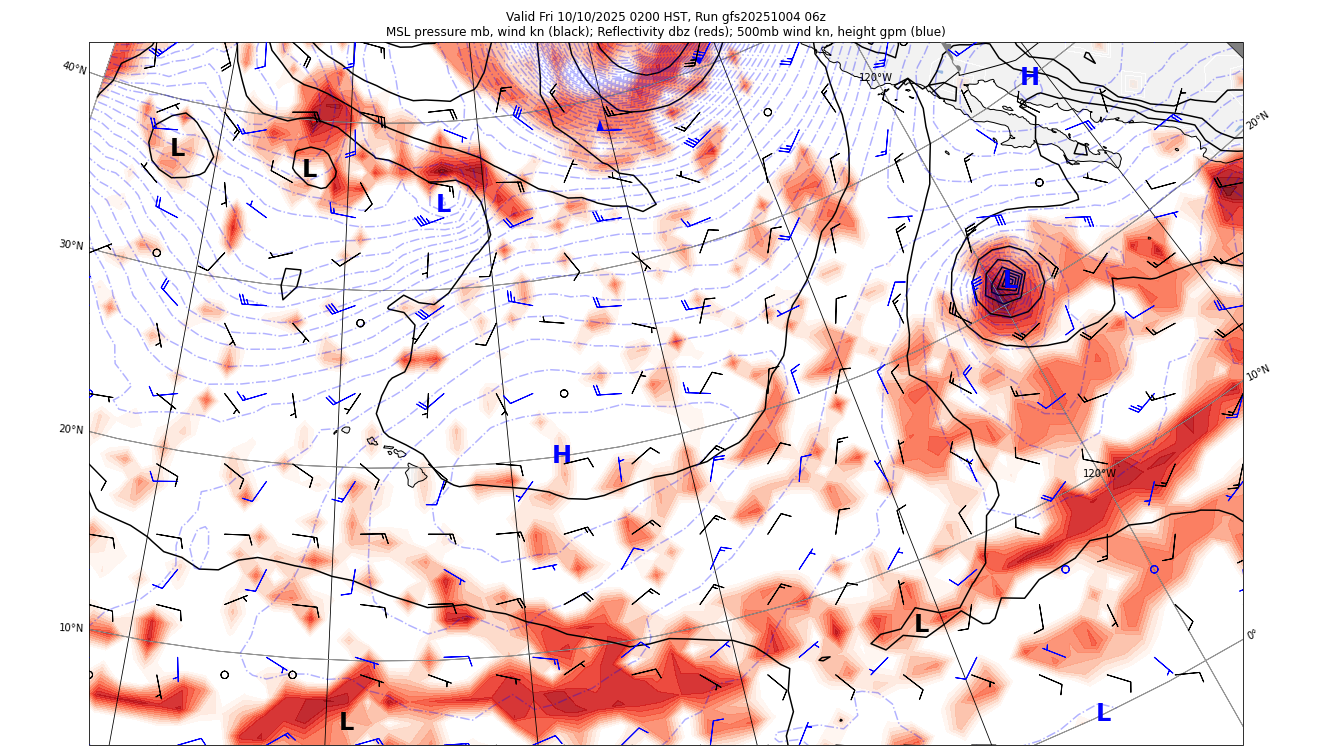 Valid Fri 10/10/2025 0200 HST, Run gfs20251004 06z
MSL pressure mb, wind kn (black); Reflectivity dbz (reds); 500mb wind kn, height gpm (blue)
40°N
120°W
H
20°N
L
L
L
30°N
L
10°N
20°N
H
120°W
10°N
L
0°
L
L